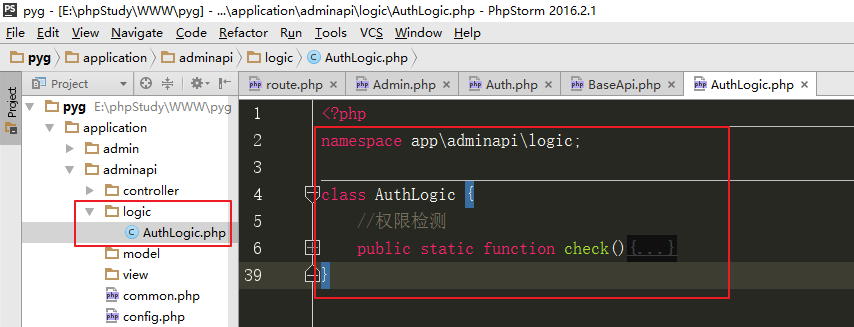 pyg - [E:\phpStudy\WWW\pyg] - ...\application\adminapi\logic\AuthLogic.php - PhpStorm 2016.2.1
File Edit View Navigate Code Refactor Run Tools VCS Window Help
pyg application adminapi logic AuthLogic.php
Project
route.php Admin.php Auth.php BaseApi.php AuthLogic.php
Project
pyg E:\phpStudy\WWW\pyg
application
admin
adminapi
controller
logic
AuthLogic.php
model
view
common.php
config.php
1 <?php
2 namespace app\adminapi\logic;
3
4 class AuthLogic {
5 //权限检测
6 public static function check(){...}
39 }